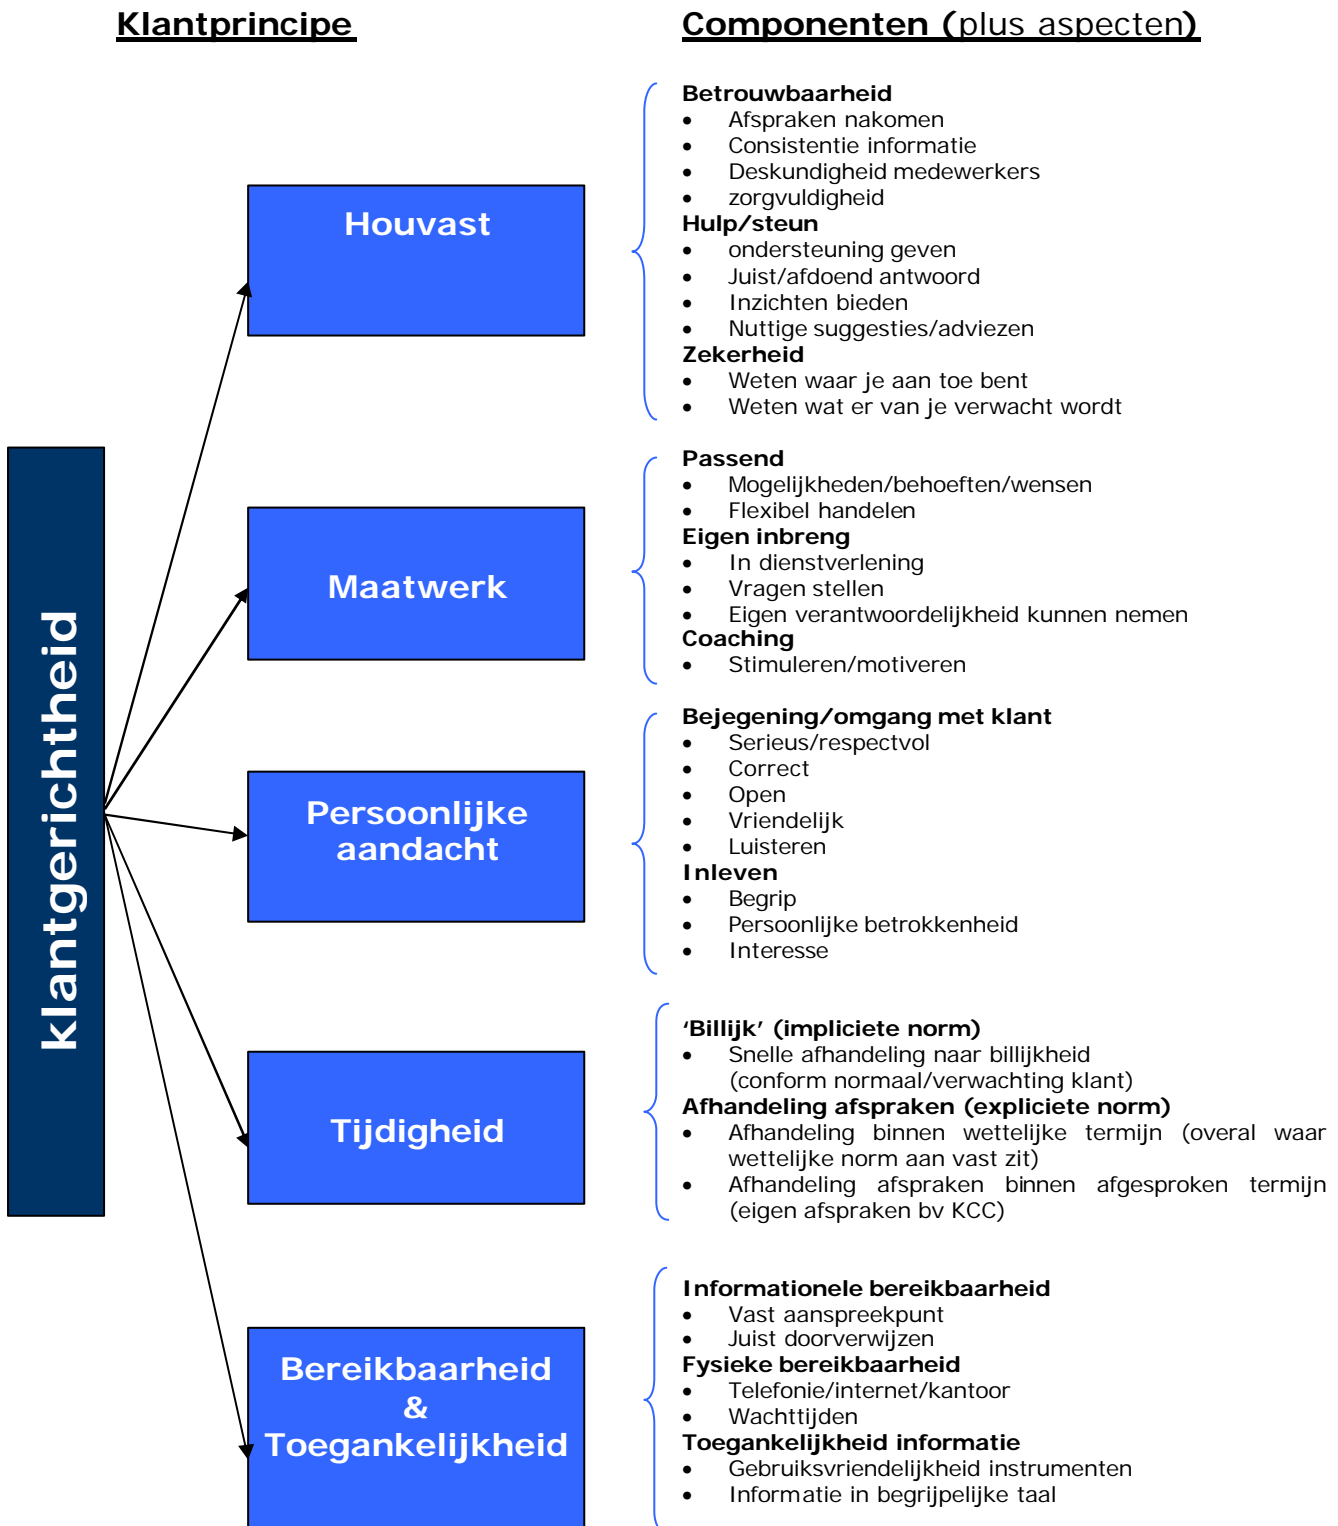 Klantprincipe
Componenten (plus aspecten)
klantgerichtheid
Houvast
Betrouwbaarheid
• Afspraken nakomen
• Consistentie informatie
• Deskundigheid medewerkers
• zorgvuldigheid
Hulp/steun
• ondersteuning geven
• Juist/afdoend antwoord
• Inzichten bieden
• Nuttige suggesties/adviezen
Zekerheid
• Weten waar je aan toe bent
• Weten wat er van je verwacht wordt
Maatwerk
Passend
• Mogelijkheden/behoeften/wensen
• Flexibel handelen
Eigen inbreng
• In dienstverlening
• Vragen stellen
• Eigen verantwoordelijkheid kunnen nemen
Coaching
• Stimuleren/motiveren
Persoonlijke
aandacht
Bejegening/omgang met klant
• Serieus/respectvol
• Correct
• Open
• Vriendelijk
• Luisteren
Inleven
• Begrip
• Persoonlijke betrokkenheid
• Interesse
Tijdigheid
‘Billijk’ (impliciete norm)
• Snelle afhandeling naar billijkheid
(conform normaal/verwachting klant)
Afhandeling afspraken (expliciete norm)
• Afhandeling binnen wettelijke termijn (overal waar
wettelijke norm aan vast zit)
• Afhandeling afspraken binnen afgesproken termijn
(eigen afspraken bv KCC)
Bereikbaarheid
&
Toegankelijkheid
Informationele bereikbaarheid
• Vast aanspreekpunt
• Juist doorverwijzen
Fysieke bereikbaarheid
• Telefonie/internet/kantoor
• Wachttijden
Toegankelijkheid informatie
• Gebruiksvriendelijkheid instrumenten
• Informatie in begrijpelijke taal